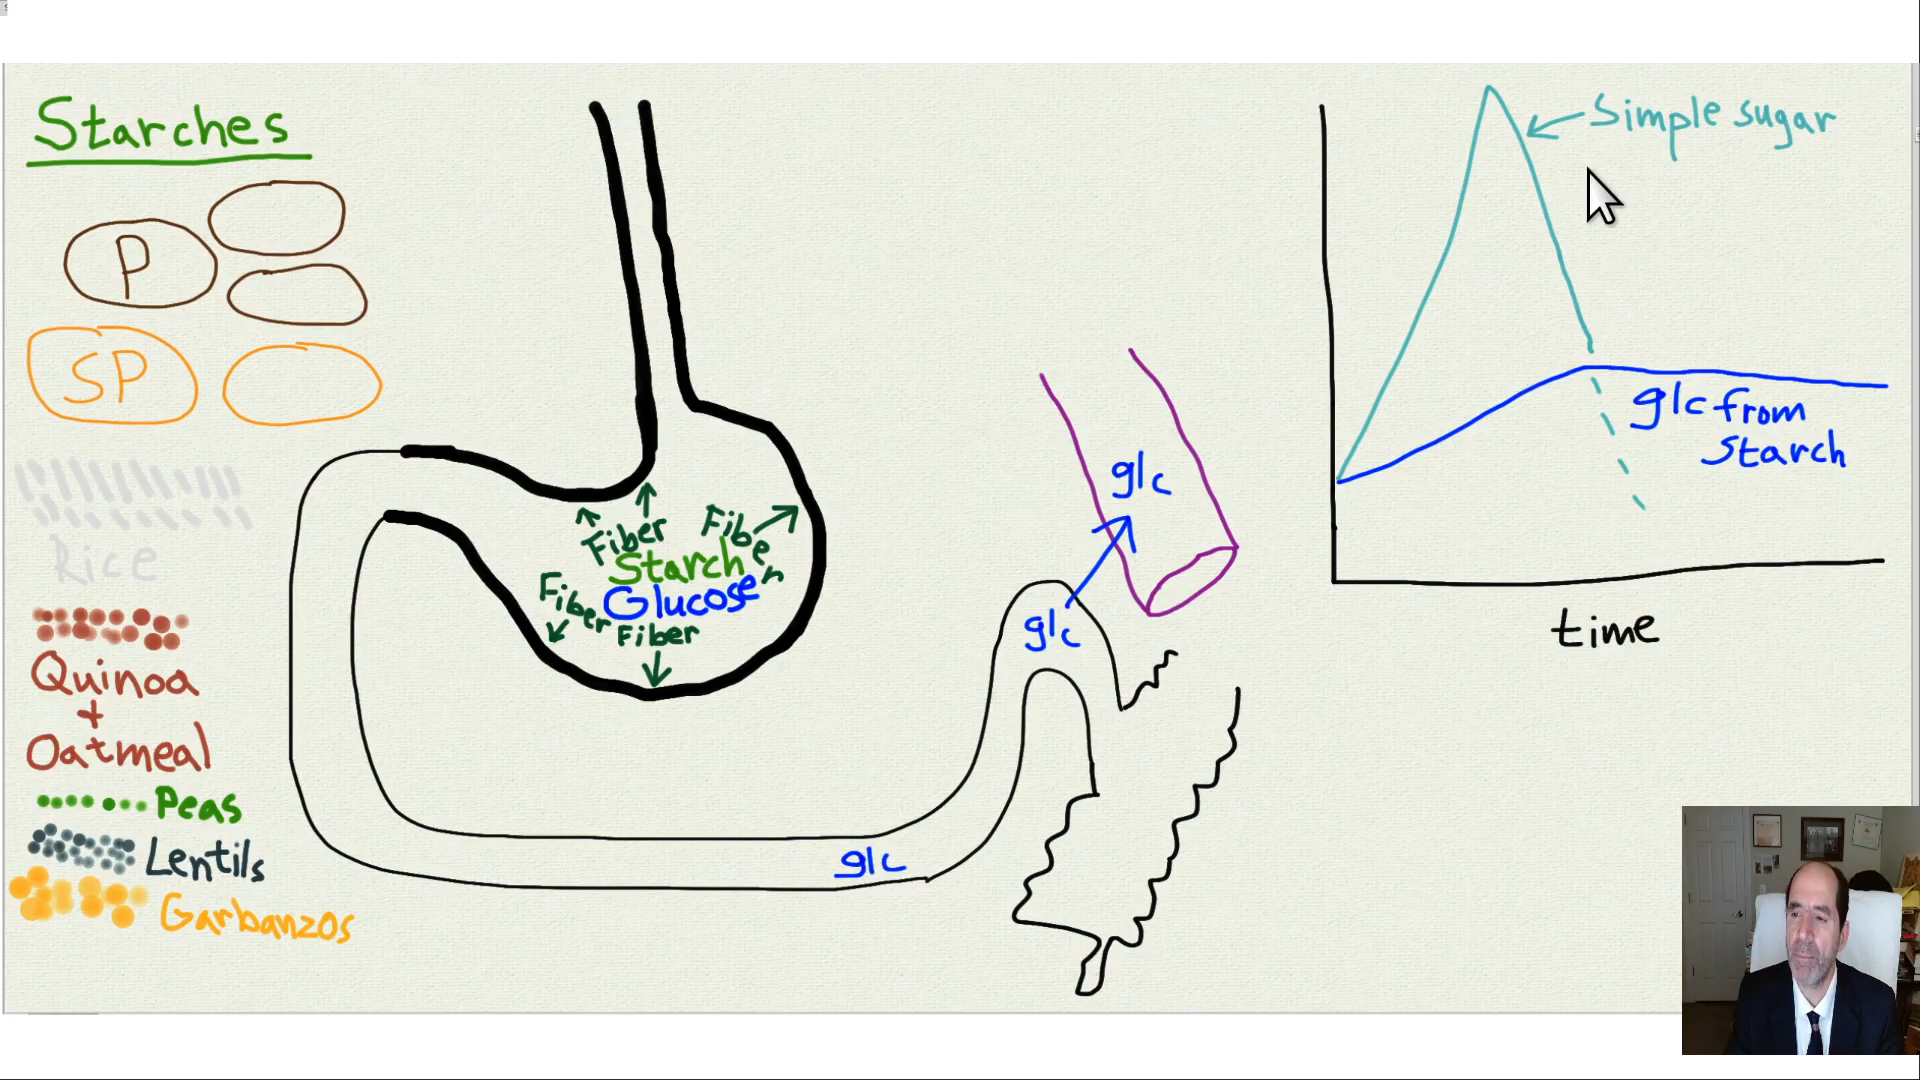 Starches
P
SP
Rice
Quinoa
+
Oatmeal
Peas
Lentils
Garbanzos
Fiber
Fiber
Starch
Glucose
Fiber
Fiber
glc
glc
glc
Simple sugar
glc from
starch
time